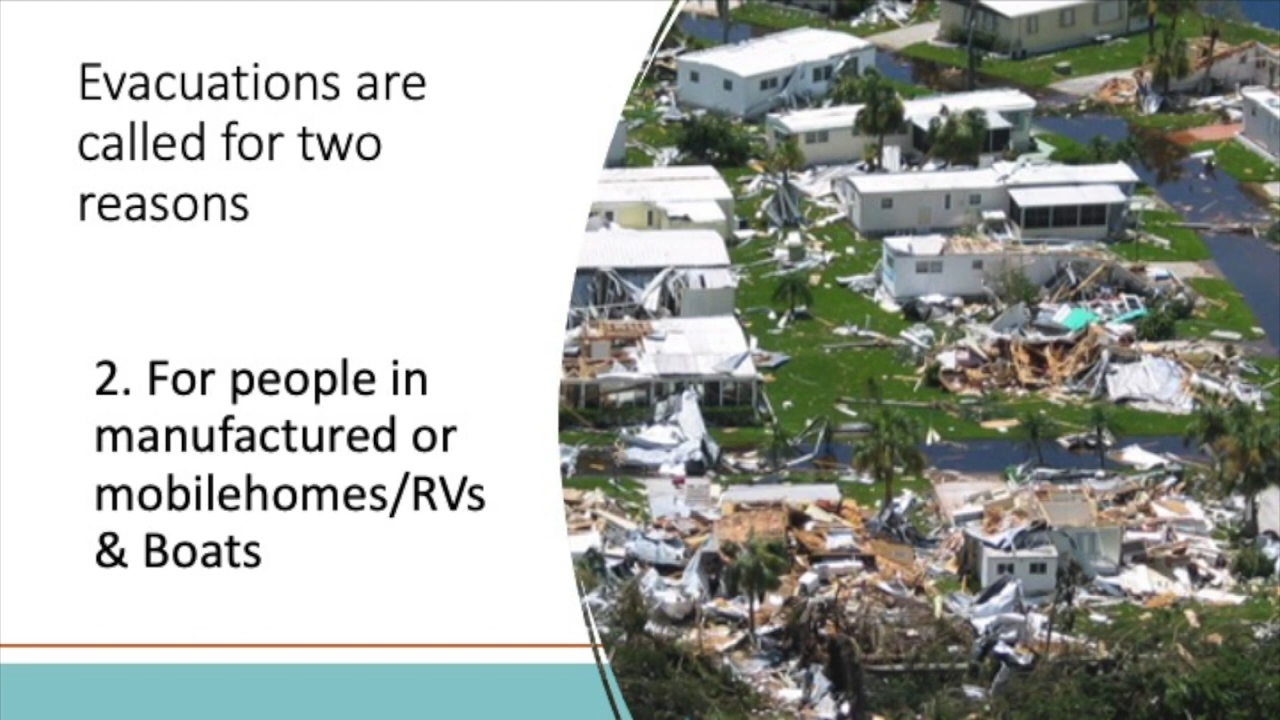 Evacuations are
called for two
reasons
2. For people in
manufactured or
mobilehomes/RVs
& Boats